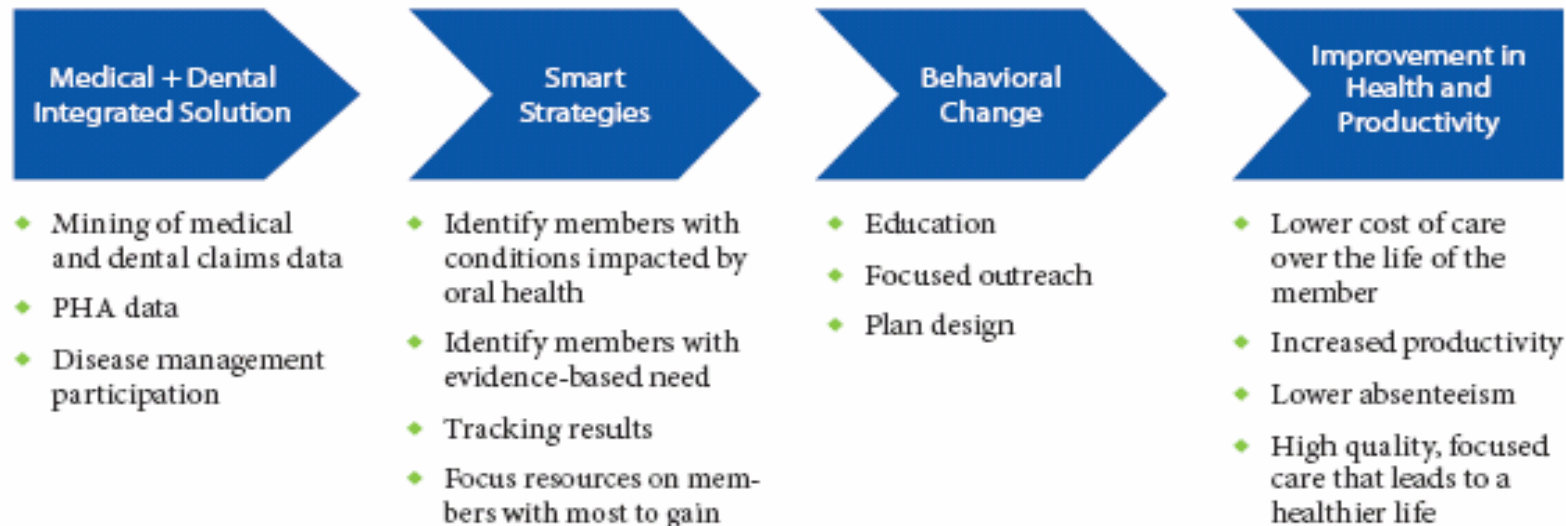 Medical + Dental
Integrated Solution
Mining of medical
and dental claims data
PHA data
Disease management
participation
Smart
Strategies
Identify members with
conditions impacted by
oral health
Identify members with
evidence-based need
Tracking results
Focus resources on mem-
bers with most to gain
Behavioral
Change
Education
Focused outreach
Plan design
Improvement in
Health and
Productivity
Lower cost of care
over the life of the
member
Increased productivity
Lower absenteeism
High quality, focused
care that leads to a
healthier life